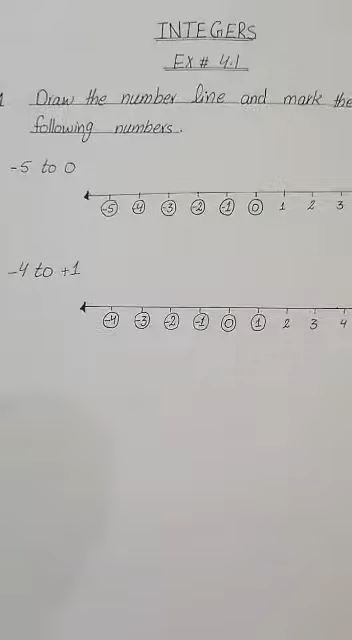 INTEGERS
EX # 4.1
1 Draw the number line and mark the
following numbers.
-5 to 0
-5 -4 -3 -2 -1 0 1 2 3
-4 to +1
-4 -3 -2 -1 0 1 2 3 4